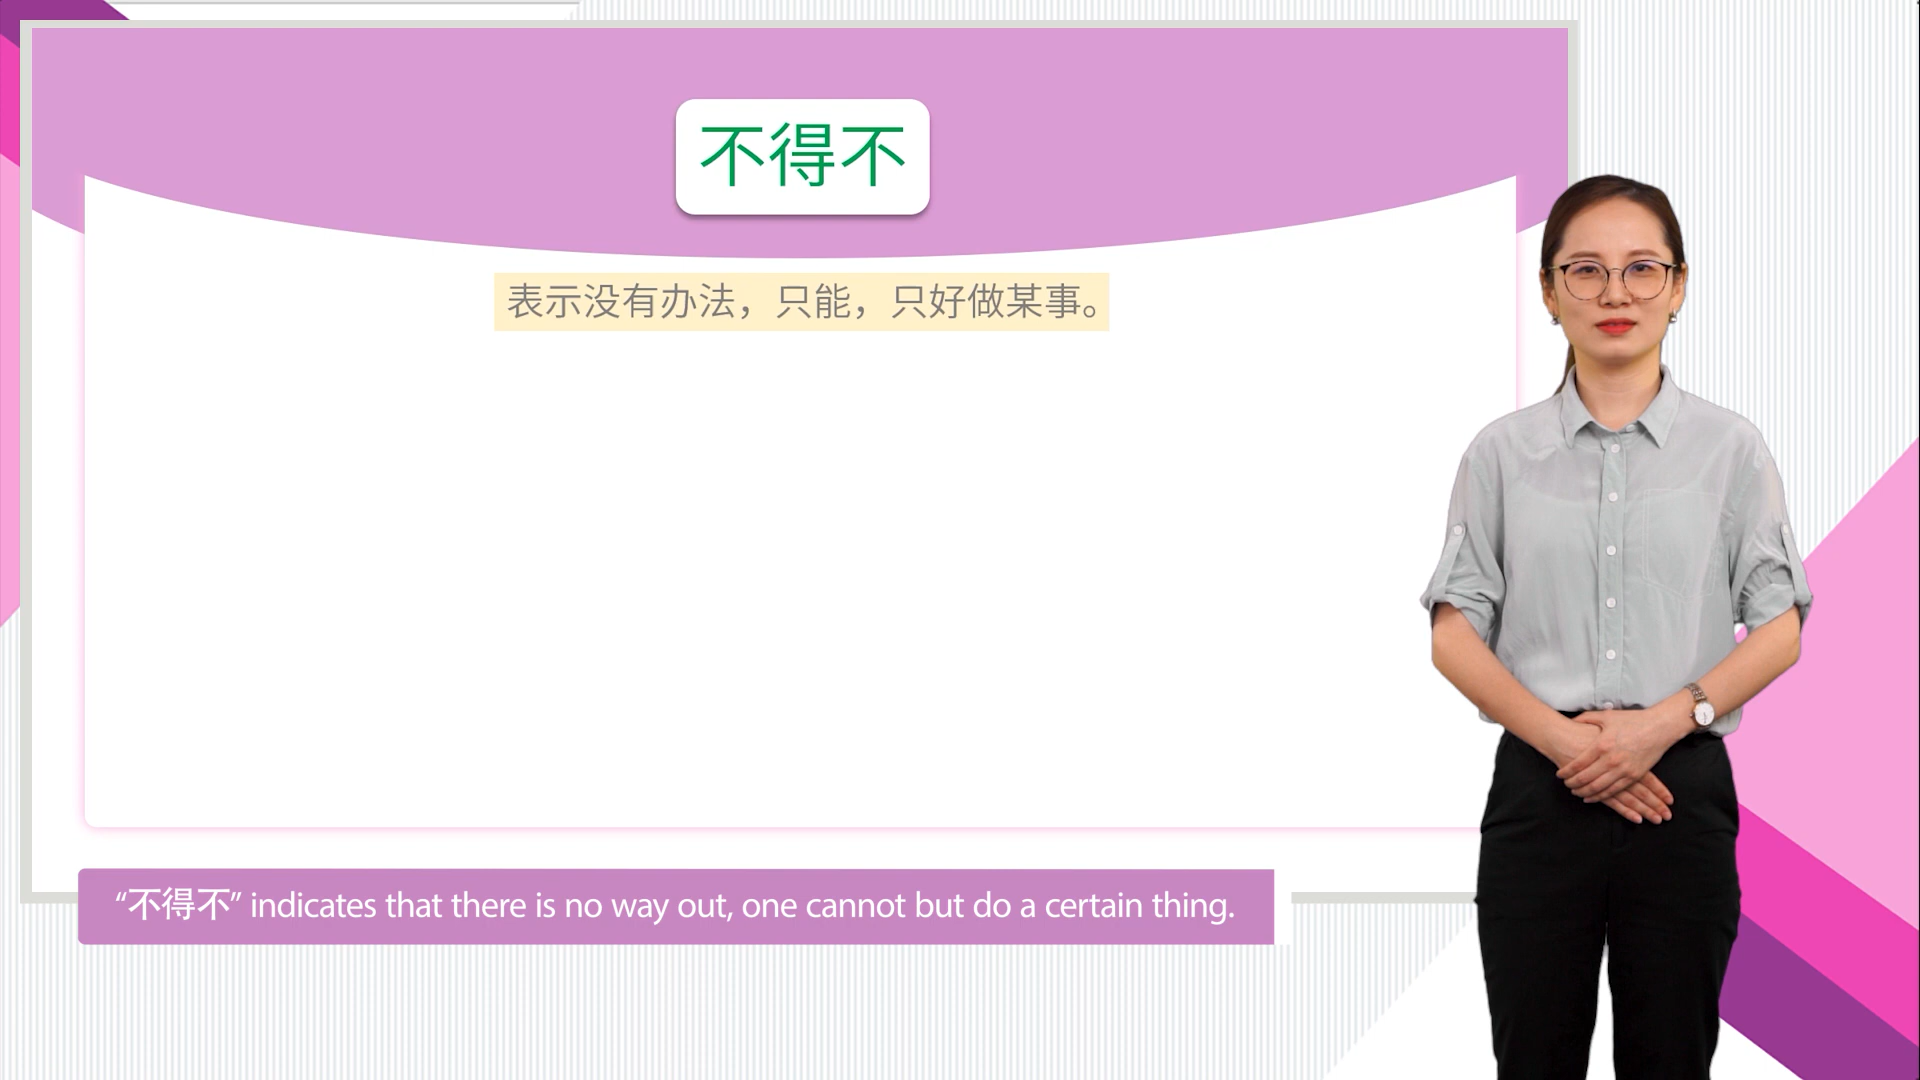 不得不
表示没有办法，只能，只好做某事。
“不得不” indicates that there is no way out, one cannot but do a certain thing.